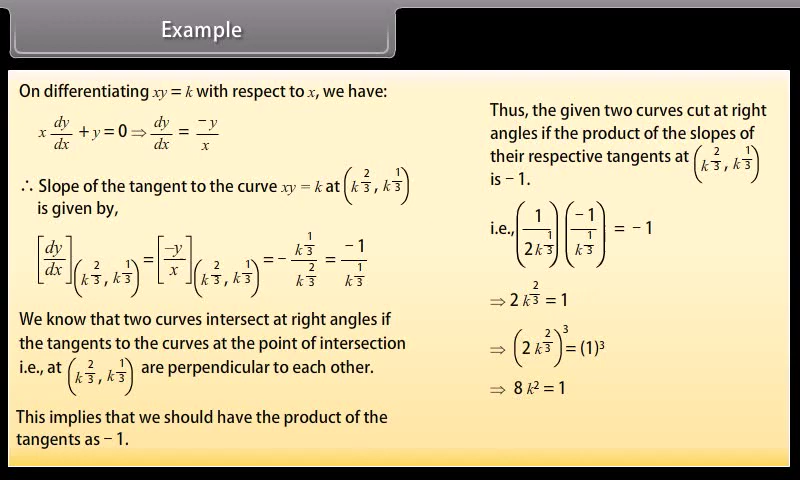 Example
On differentiating xy = k with respect to x, we have:
x dy/dx + y = 0 ⇒ dy/dx = −y/x
∴ Slope of the tangent to the curve xy = k at (k^(2/3), k^(1/3))
is given by,
[dy/dx](k^(2/3), k^(1/3)) = [−y/x](k^(2/3), k^(1/3)) = − k^(1/3)/k^(2/3) = −1/k^(1/3)
We know that two curves intersect at right angles if
the tangents to the curves at the point of intersection
i.e., at (k^(2/3), k^(1/3)) are perpendicular to each other.
This implies that we should have the product of the
tangents as − 1.
Thus, the given two curves cut at right
angles if the product of the slopes of
their respective tangents at (k^(2/3), k^(1/3))
is − 1.
i.e., (1/2k^(1/3)) (−1/k^(1/3)) = − 1
⇒ 2 k^(2/3) = 1
⇒ (2 k^(2/3))³ = (1)³
⇒ 8 k² = 1